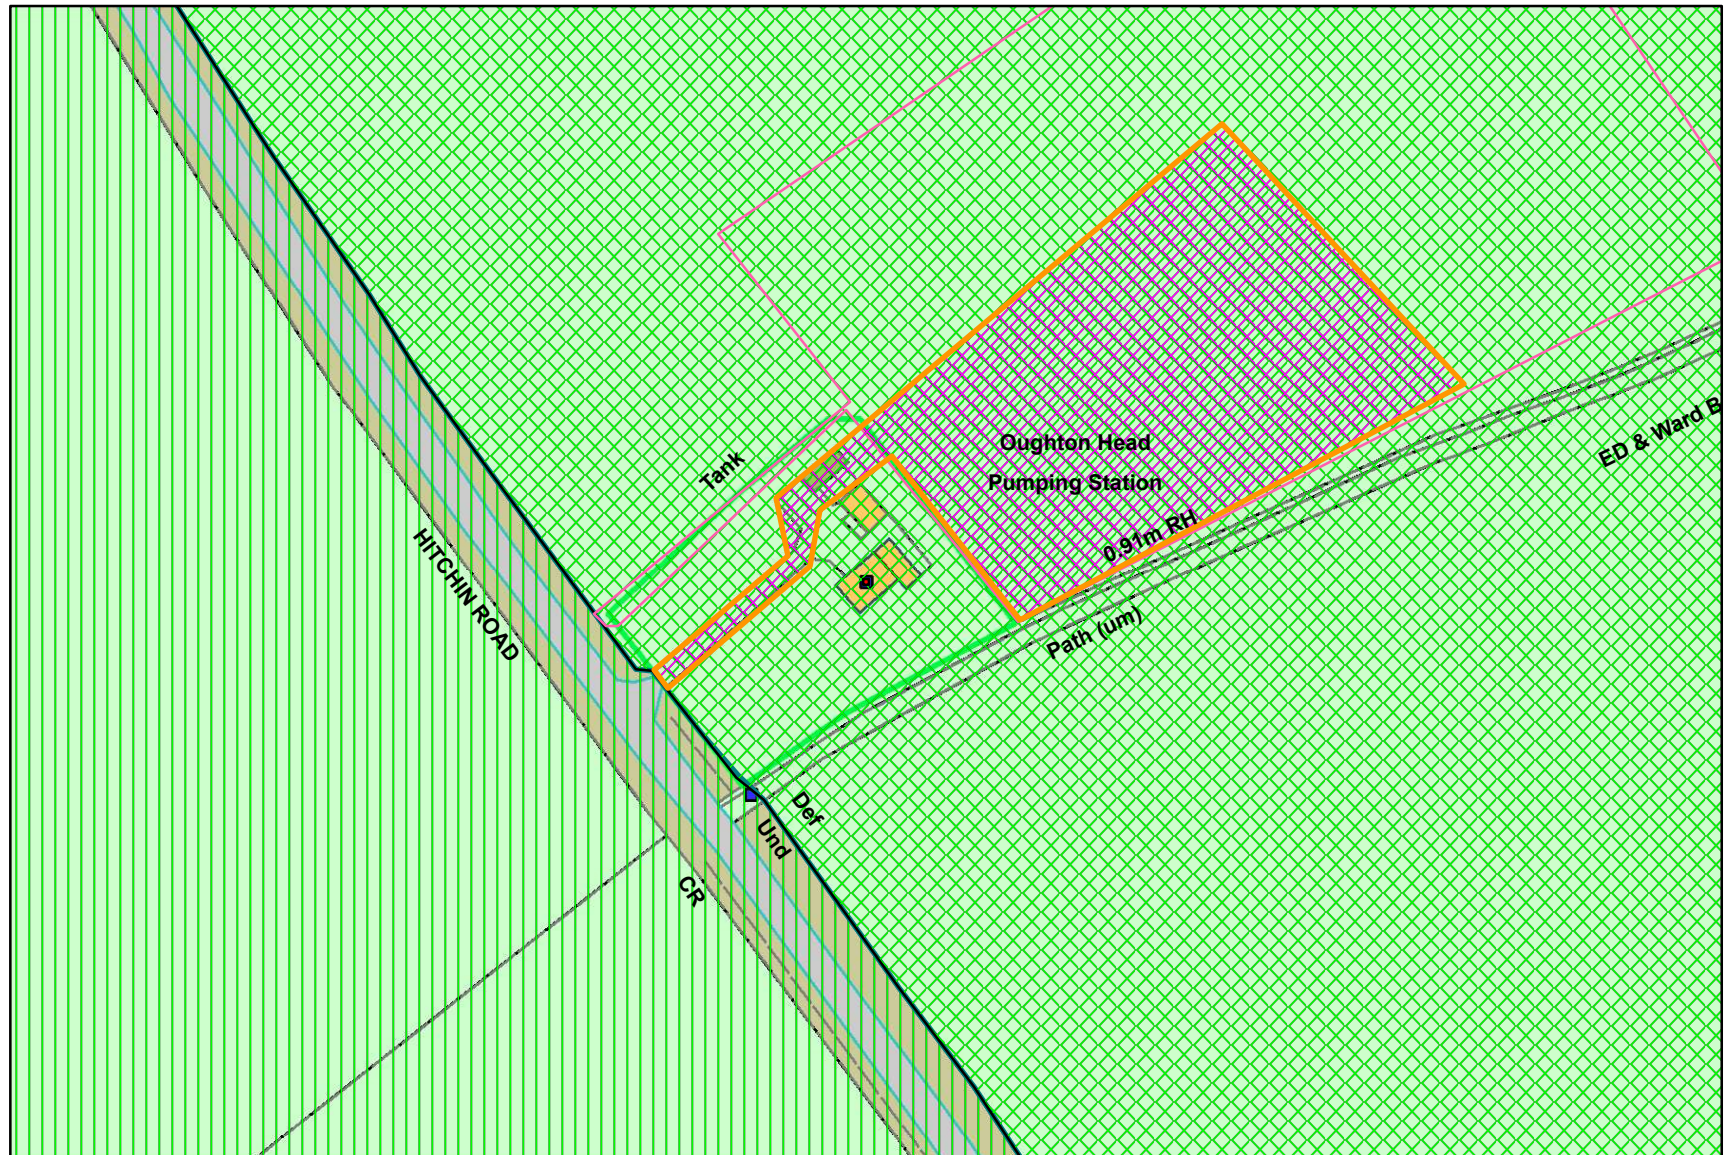 Oughton Head
Pumping Station
Tank
ED & Ward B
0.91m RH
HITCHIN ROAD
Path (um)
Def
Und
CR